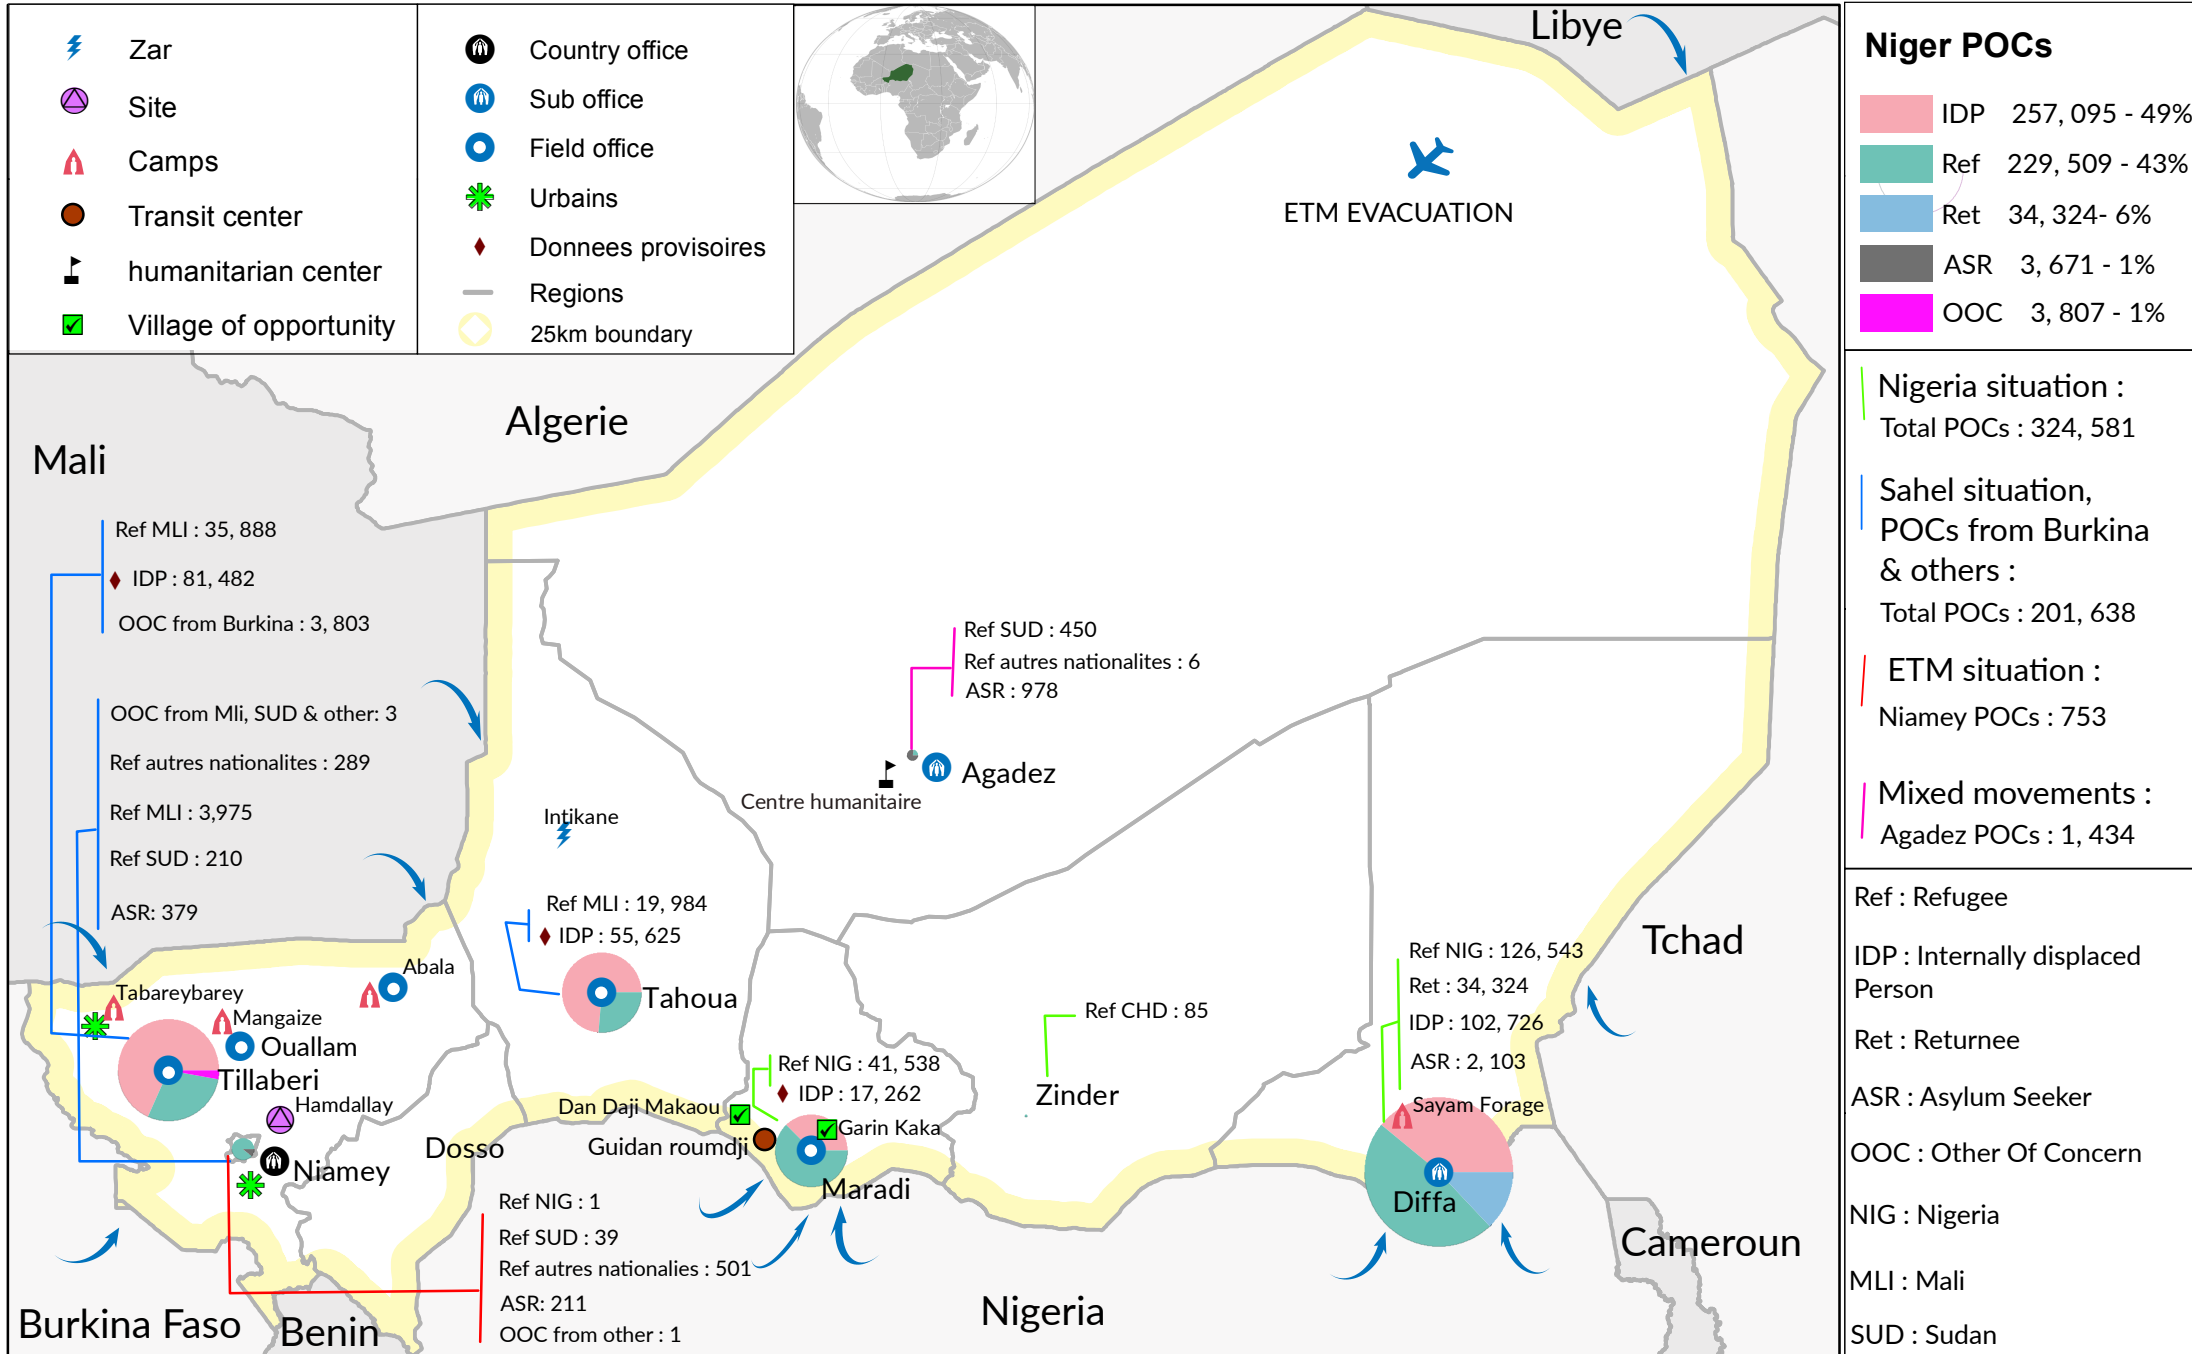 Zar
Site
Camps
Transit center
humanitarian center
Village of opportunity
Country office
Sub office
Field office
Urbains
Donnees provisoires
Regions
25km boundary
Libye
ETM EVACUATION
Algerie
Mali
Ref MLI : 35, 888
IDP : 81, 482
OOC from Burkina : 3, 803
OOC from Mli, SUD & other: 3
Ref autres nationalites : 289
Ref MLI : 3,975
Ref SUD : 210
ASR: 379
Ref SUD : 450
Ref autres nationalites : 6
ASR : 978
Agadez
Centre humanitaire
Intikane
Ref MLI : 19, 984
IDP : 55, 625
Tahoua
Abala
Tabareybarey
Mangaize
Ouallam
Tillaberi
Hamdallay
Niamey
Dosso
Ref NIG : 41, 538
IDP : 17, 262
Dan Daji Makaou
Garin Kaka
Guidan roumdji
Maradi
Ref CHD : 85
Zinder
Ref NIG : 126, 543
Ret : 34, 324
IDP : 102, 726
ASR : 2, 103
Sayam Forage
Diffa
Tchad
Cameroun
Nigeria
Ref NIG : 1
Ref SUD : 39
Ref autres nationalies : 501
ASR: 211
OOC from other : 1
Burkina Faso
Benin
Niger POCs
IDP 257, 095 - 49%
Ref 229, 509 - 43%
Ret 34, 324- 6%
ASR 3, 671 - 1%
OOC 3, 807 - 1%
Nigeria situation :
Total POCs : 324, 581
Sahel situation,
POCs from Burkina
& others :
Total POCs : 201, 638
ETM situation :
Niamey POCs : 753
Mixed movements :
Agadez POCs : 1, 434
Ref : Refugee
IDP : Internally displaced
Person
Ret : Returnee
ASR : Asylum Seeker
OOC : Other Of Concern
NIG : Nigeria
MLI : Mali
SUD : Sudan